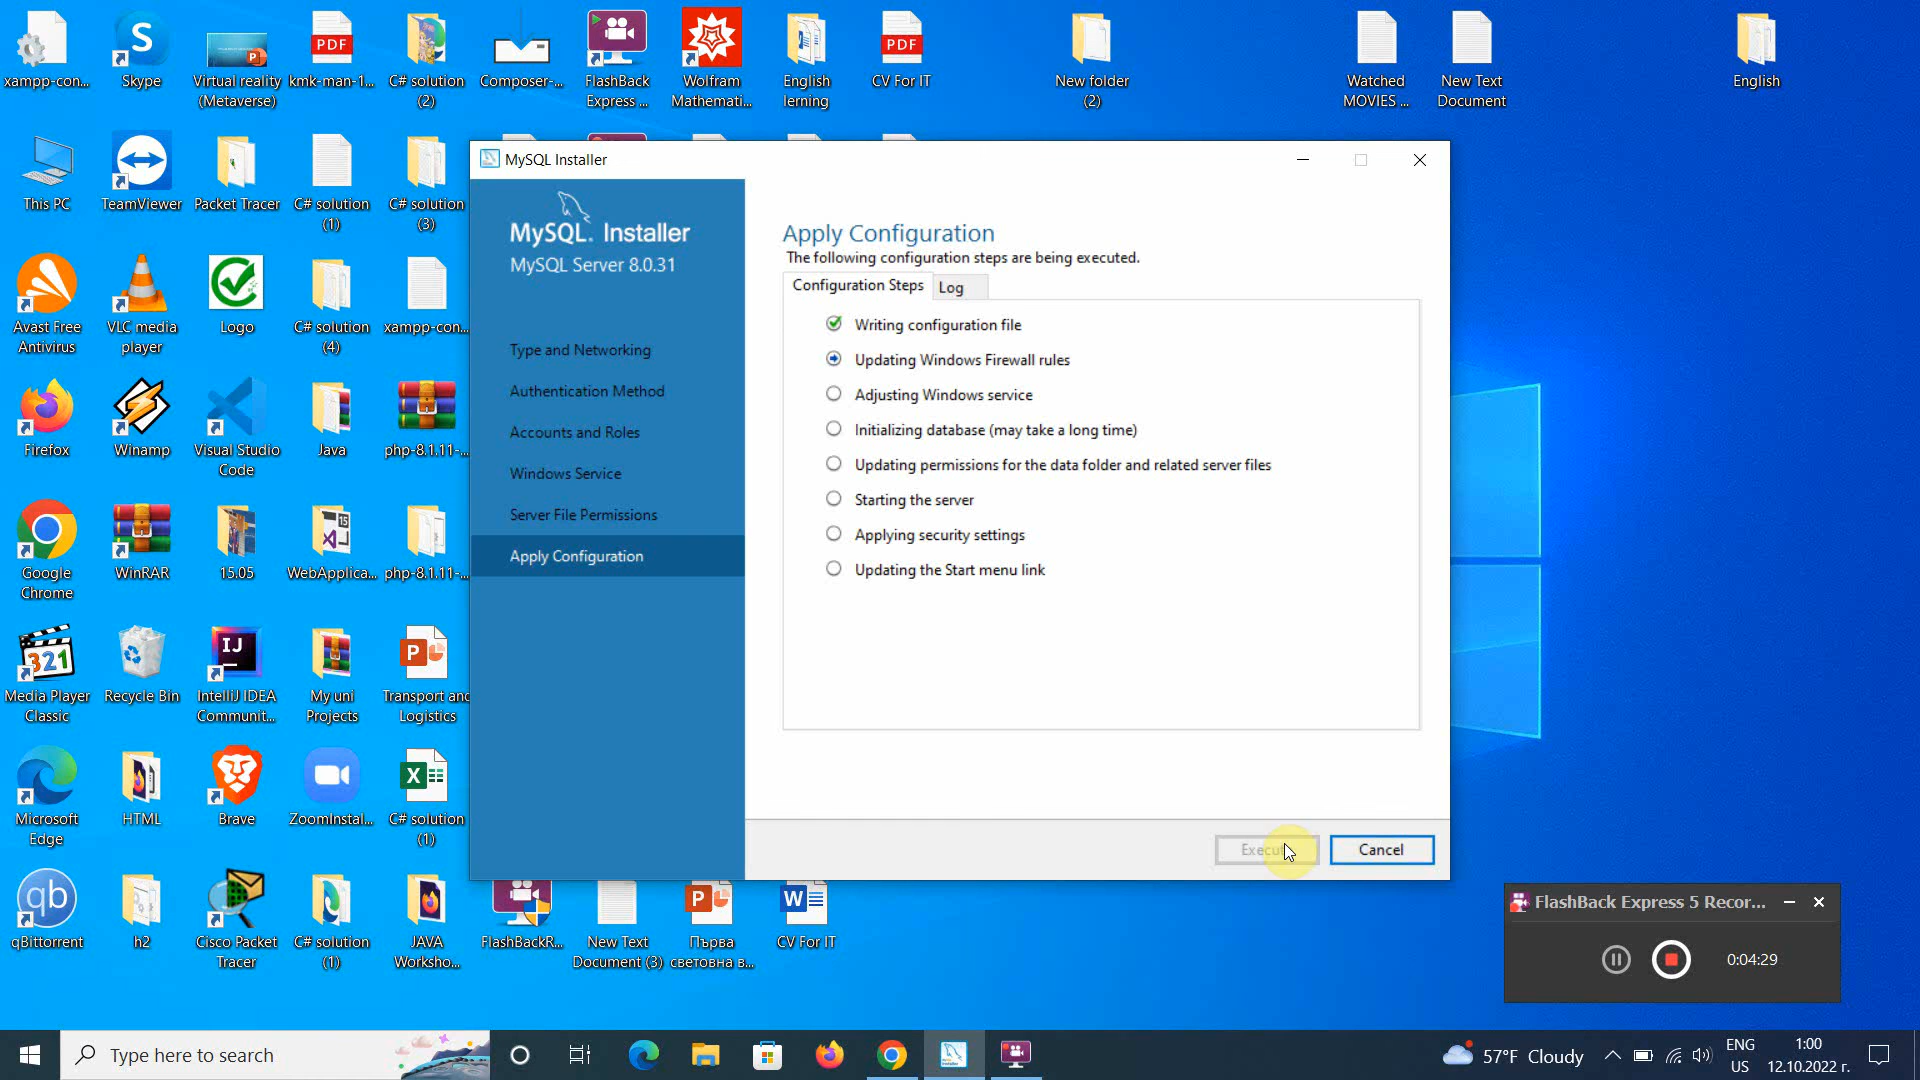 xampp-con...
Skype
Virtual reality
(Metaverse)
PDF
kmk-man-1...
C# solution
(2)
Composer-...
FlashBack
Express ...
Wolfram
Mathemati...
English
lerning
PDF
CV For IT
New folder
(2)
Watched
MOVIES ...
New Text
Document
English
This PC
TeamViewer
Packet Tracer
C# solution
(1)
C# solution
(3)
Avast Free
Antivirus
VLC media
player
Logo
C# solution
(4)
xampp-con...
Firefox
Winamp
Visual Studio
Code
Java
php-8.1.11-...
Google
Chrome
WinRAR
15.05
WebApplica...
php-8.1.11-...
Media Player
Classic
Recycle Bin
IntelliJ IDEA
Communit...
My uni
Projects
Transport and
Logistics
Microsoft
Edge
HTML
Brave
ZoomInstal...
C# solution
(1)
qBittorrent
h2
Cisco Packet
Tracer
C# solution
(1)
JAVA
Worksho...
FlashBackR...
New Text
Document (3)
Първа
световна в...
CV For IT
MySQL Installer
MySQL. Installer
MySQL Server 8.0.31
Type and Networking
Authentication Method
Accounts and Roles
Windows Service
Server File Permissions
Apply Configuration
Apply Configuration
The following configuration steps are being executed.
Configuration Steps
Log
Writing configuration file
Updating Windows Firewall rules
Adjusting Windows service
Initializing database (may take a long time)
Updating permissions for the data folder and related server files
Starting the server
Applying security settings
Updating the Start menu link
Cancel
FlashBack Express 5 Recor...
0:04:29
Type here to search
57°F Cloudy
ENG
US
1:00
12.10.2022 г.